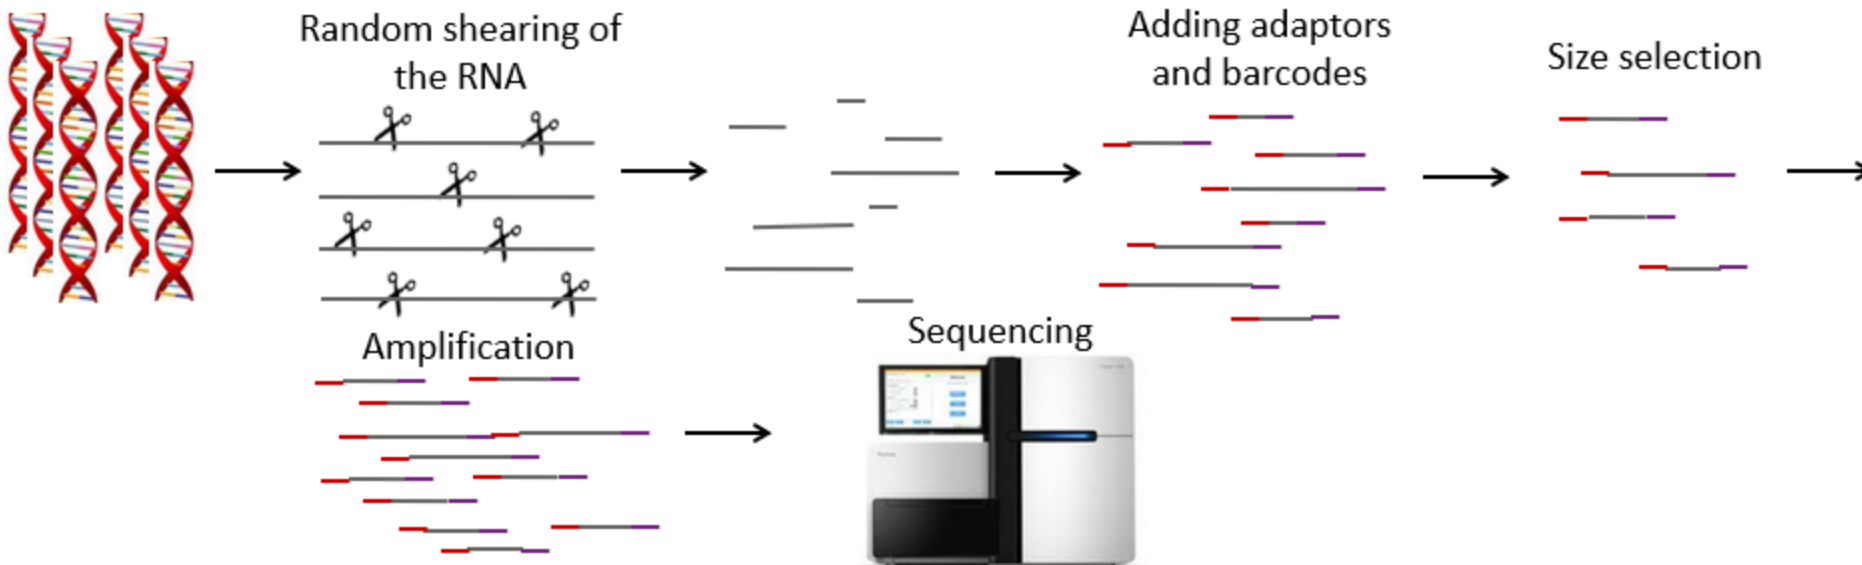 Random shearing of
the RNA
Adding adaptors
and barcodes
Size selection
Amplification
Sequencing